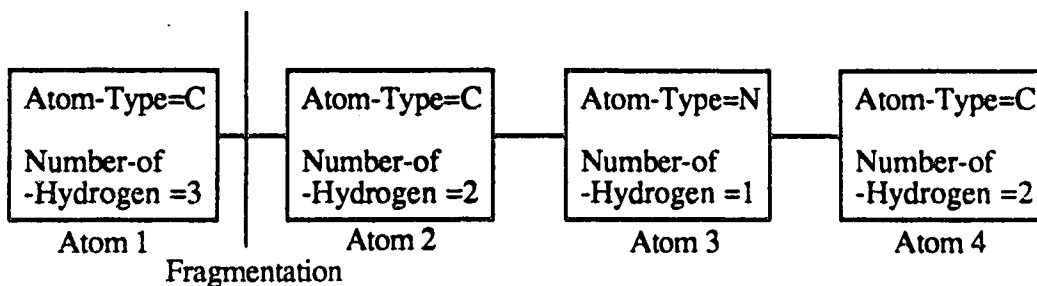 Atom-Type=C
Number-of
-Hydrogen =3
Atom 1
Fragmentation
Atom-Type=C
Number-of
-Hydrogen =2
Atom 2
Atom-Type=N
Number-of
-Hydrogen =1
Atom 3
Atom-Type=C
Number-of
-Hydrogen =2
Atom 4